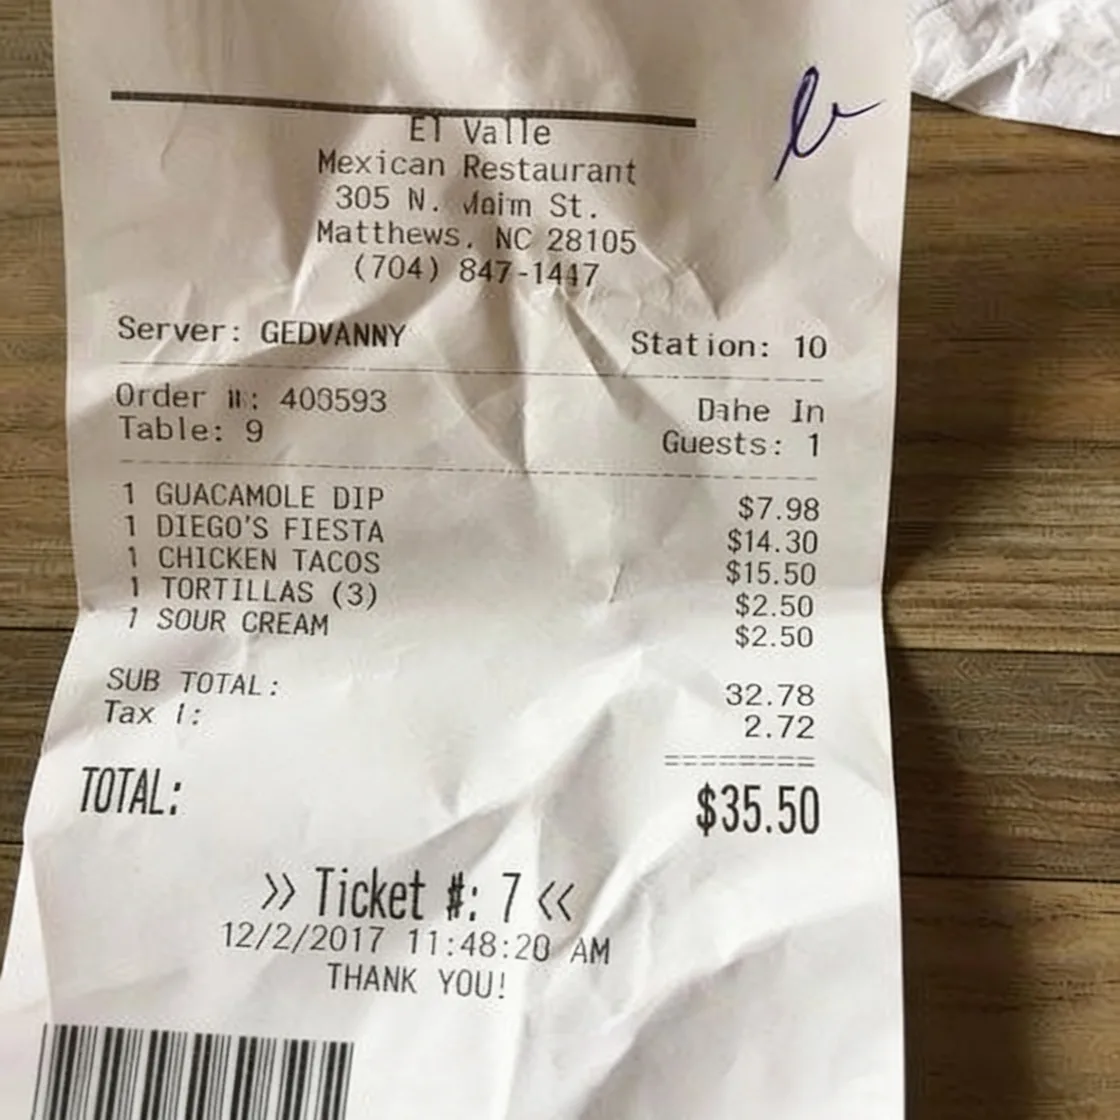 El Valle
Mexican Restaurant
305 N. St.
Matthews, NC 28105
(704) 847-1447
Server: GEDVANNY Station: 10
Order : 403593 Dahe In
Table: 9 Guests: 1
1 GUACAMOLE DIP $7.98
1 DIEGO'S FIESTA $14.30
1 CHICKEN TACOS $15.50
1 TORTILLAS (3) $2.50
1 SOUR CREAM $2.50
SUB TOTAL: 32.78
Tax 1: 2.72
TOTAL: $35.50
>> Ticket #: 7 <<
12/2/2017 11:48:20 AM
THANK YOU!